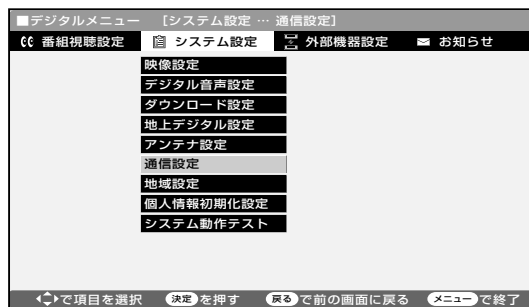 ■デジタルメニュー [システム設定 … 通信設定]
番組視聴設定 システム設定 外部機器設定 お知らせ
映像設定
デジタル音声設定
ダウンロード設定
地上デジタル設定
アンテナ設定
通信設定
地域設定
個人情報初期化設定
システム動作テスト
で項目を選択 決定を押す 戻るで前の画面に戻る メニューで終了